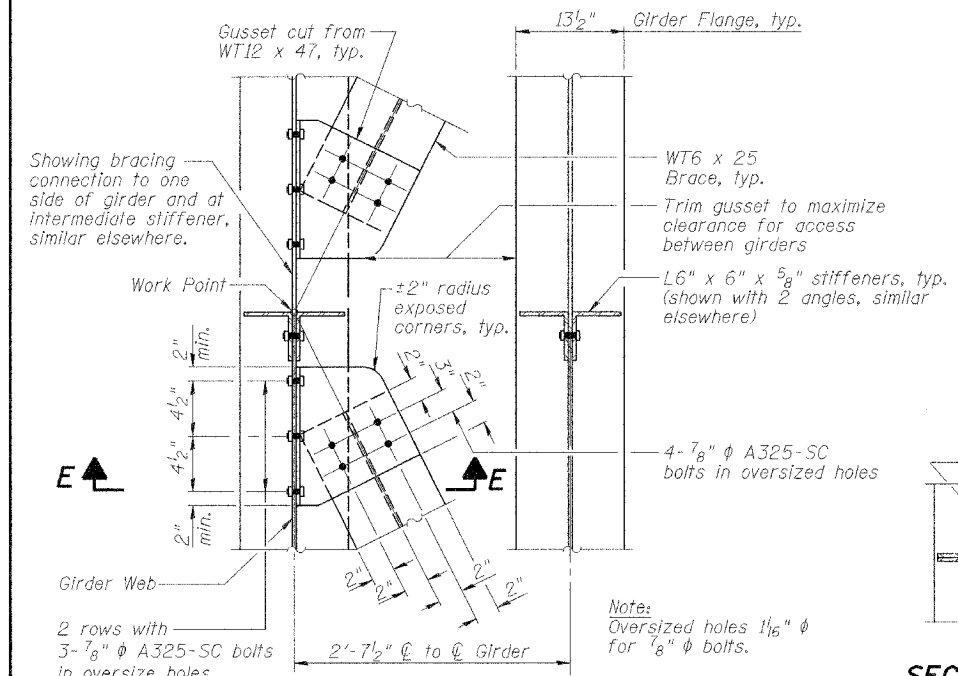 13½"
Girder Flange, typ.
Gusset cut from
WT12 x 47, typ.
Showing bracing
connection to one
side of girder and at
intermediate stiffener,
similar elsewhere.
WT6 x 25
Brace, typ.
Trim gusset to maximize
clearance for access
between girders
Work Point
±2" radius
exposed
corners, typ.
L6" x 6" x ⅝" stiffeners, typ.
(shown with 2 angles, similar
elsewhere)
2"
min.
4½"
4½"
2"
min.
2"
3"
2"
E
E
4-⅞" ϕ A325-SC
bolts in oversized holes
2"
2"
2"
2"
Girder Web
2 rows with
3-⅞" ϕ A325-SC bolts
in oversize holes
2'-7½" ℄ to ℄ Girder
Note:
Oversized holes 1 1/16" ϕ
for ⅞" ϕ bolts.